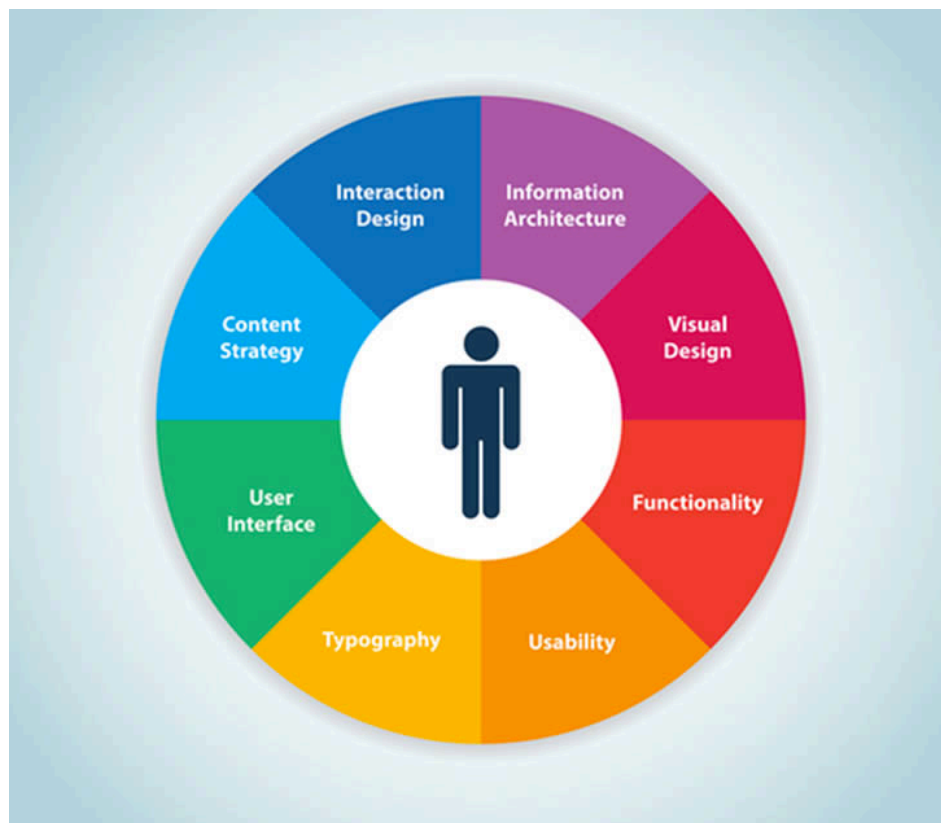 Interaction
Design
Information
Architecture
Visual
Design
Functionality
Usability
Typography
User
Interface
Content
Strategy